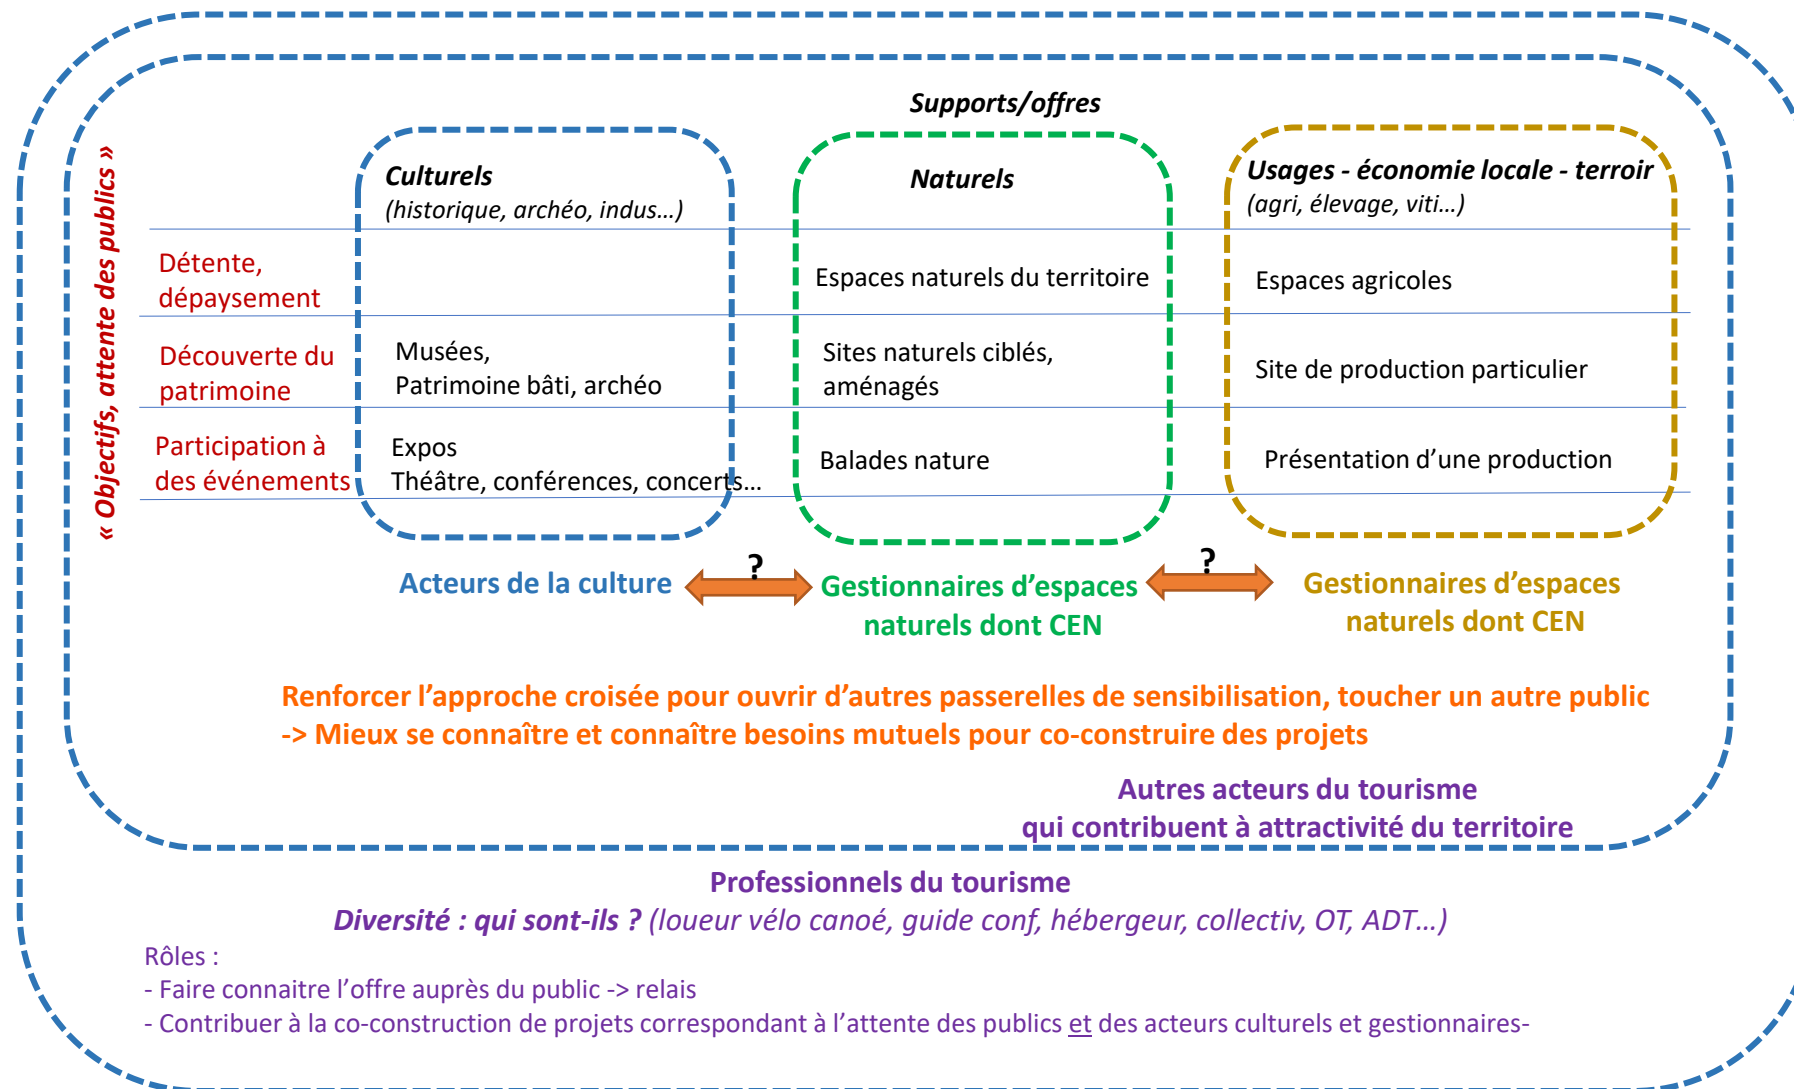 Supports/offres
« Objectifs, attente des publics »
Culturels
(historique, archéo, indus...)
Naturels
Usages - économie locale - terroir
(agri, élevage, viti...)
Détente,
dépaysement
Espaces naturels du territoire
Espaces agricoles
Découverte du
patrimoine
Musées,
Patrimoine bâti, archéo
Sites naturels ciblés,
aménagés
Site de production particulier
Participation à
des événements
Expos
Théâtre, conférences, concerts...
Balades nature
Présentation d'une production
Acteurs de la culture
?
Gestionnaires d'espaces
naturels dont CEN
?
Gestionnaires d'espaces
naturels dont CEN
Renforcer l'approche croisée pour ouvrir d'autres passerelles de sensibilisation, toucher un autre public
-> Mieux se connaître et connaître besoins mutuels pour co-construire des projets
Autres acteurs du tourisme
qui contribuent à attractivité du territoire
Professionnels du tourisme
Diversité : qui sont-ils ? (loueur vélo canoé, guide conf, hébergeur, collectiv, OT, ADT...)
Rôles :
- Faire connaitre l'offre auprès du public -> relais
- Contribuer à la co-construction de projets correspondant à l'attente des publics et des acteurs culturels et gestionnaires-